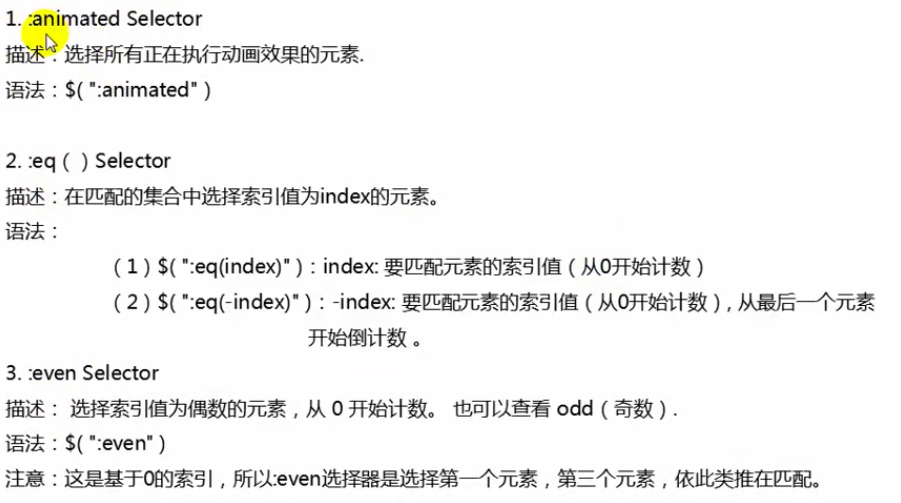 1. :animated Selector
描述：选择所有正在执行动画效果的元素.
语法：$( ":animated" )
2. :eq（ ）Selector
描述：在匹配的集合中选择索引值为index的元素。
语法：
（1）$( ":eq(index)" )：index: 要匹配元素的索引值（从0开始计数）
（2）$( ":eq(-index)" )：-index: 要匹配元素的索引值（从0开始计数），从最后一个元素
开始倒计数 。
3. :even Selector
描述： 选择索引值为偶数的元素，从 0 开始计数。 也可以查看 odd（奇数）.
语法：$( ":even" )
注意：这是基于0的索引，所以:even选择器是选择第一个元素，第三个元素，依此类推在匹配。